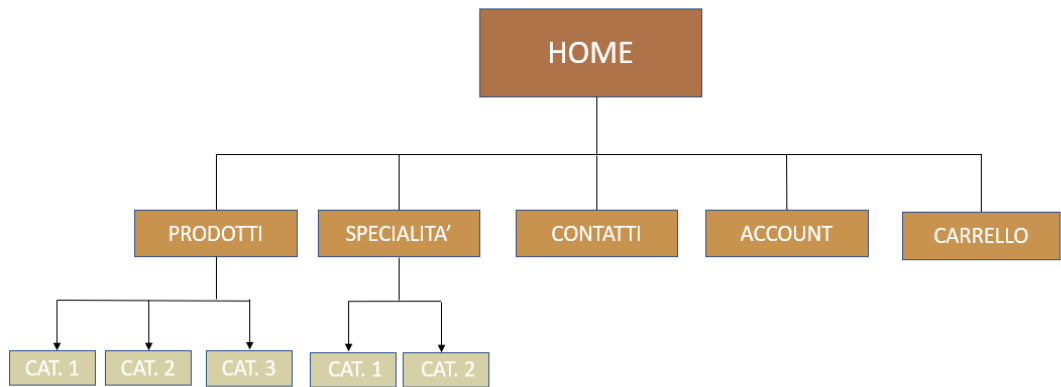 HOME
PRODOTTI
SPECIALITA’
CONTATTI
ACCOUNT
CARRELLO
CAT. 1
CAT. 2
CAT. 3
CAT. 1
CAT. 2